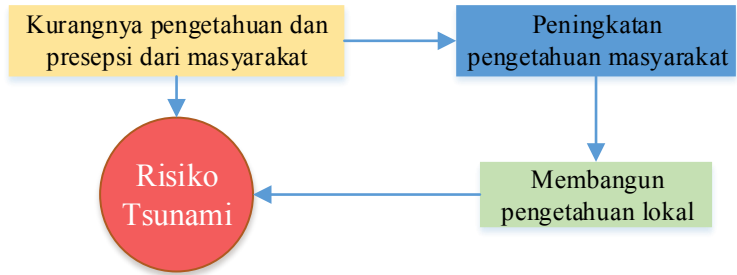 Kurangnya pengetahuan dan
presepsi dari masyarakat
Peningkatan
pengetahuan masyarakat
Risiko
Tsunami
Membangun
pengetahuan lokal